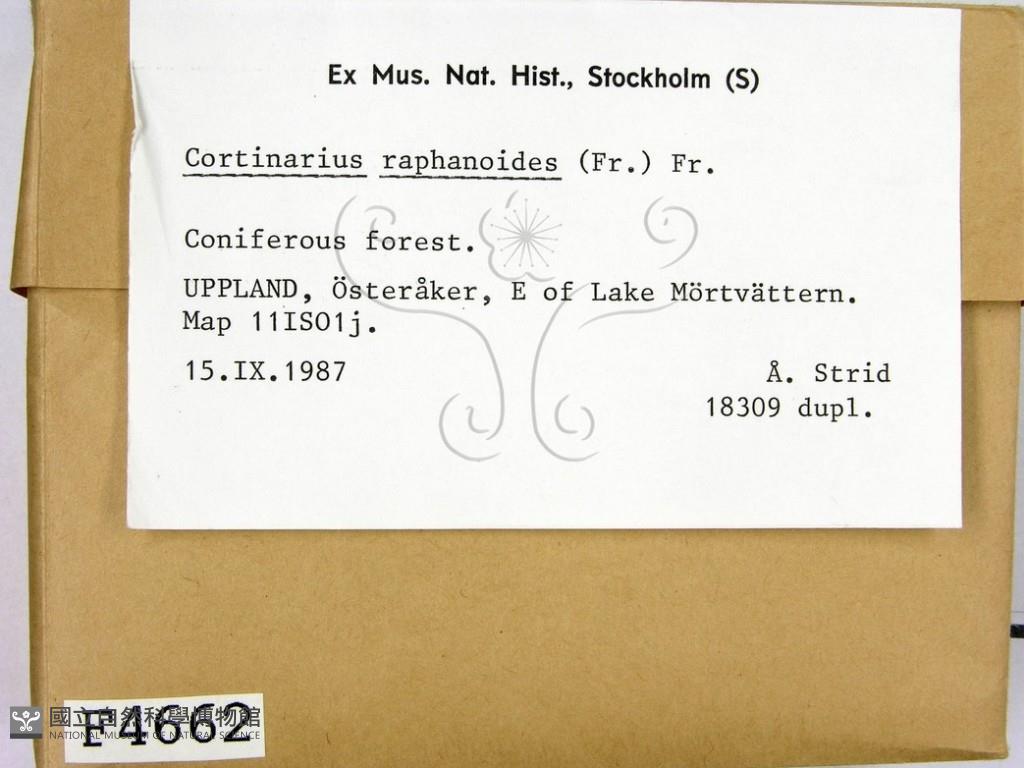 Ex Mus. Nat. Hist., Stockholm (S)
Cortinarius raphanoides (Fr.) Fr.
Coniferous forest.
UPPLAND, Österåker, E of Lake Mörtvättern.
Map 11ISO1j.
15.IX.1987
Å. Strid
18309 dupl.
F4662
國立自然科學博物館
NATIONAL MUSEUM OF NATURAL SCIENCE